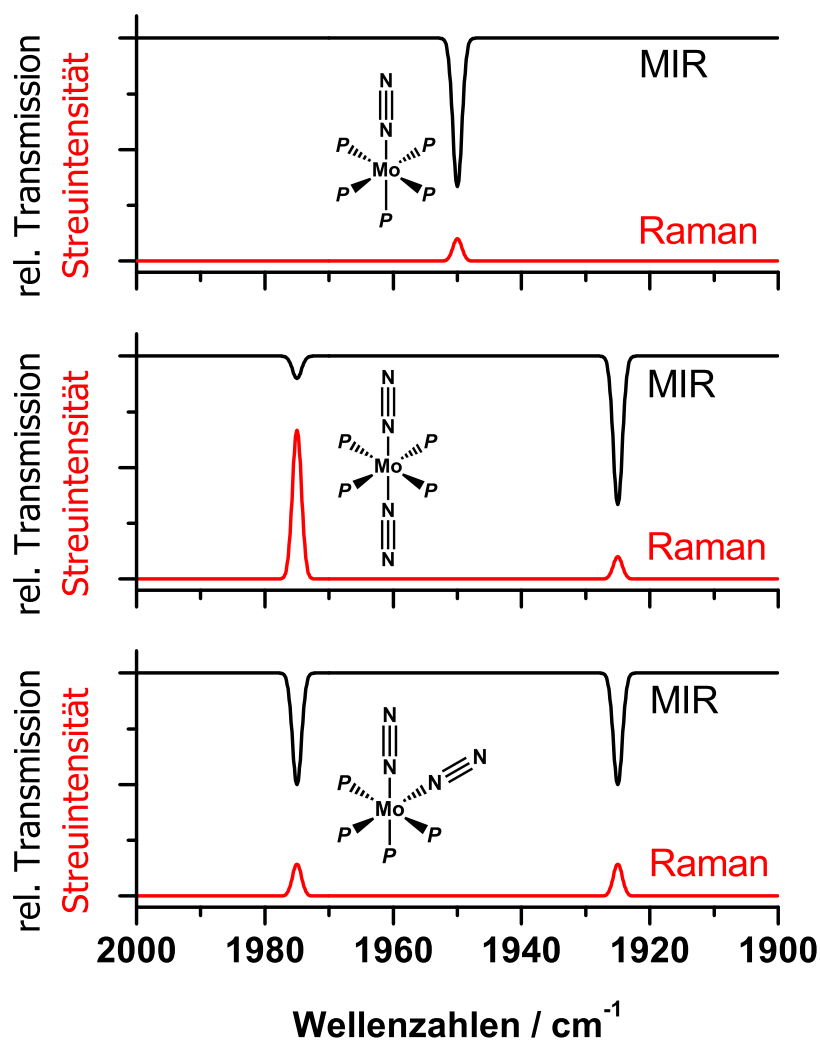 rel. Transmission
Streuintensität
MIR
N
N
P
P
Mo
P
P
P
Raman
2000
1980
1960
1940
1920
1900
rel. Transmission
Streuintensität
MIR
N
N
P
P
Mo
P
P
N
N
Raman
rel. Transmission
Streuintensität
MIR
N
N
N
N
P
Mo
P
P
P
Raman
Wellenzahlen / cm⁻¹